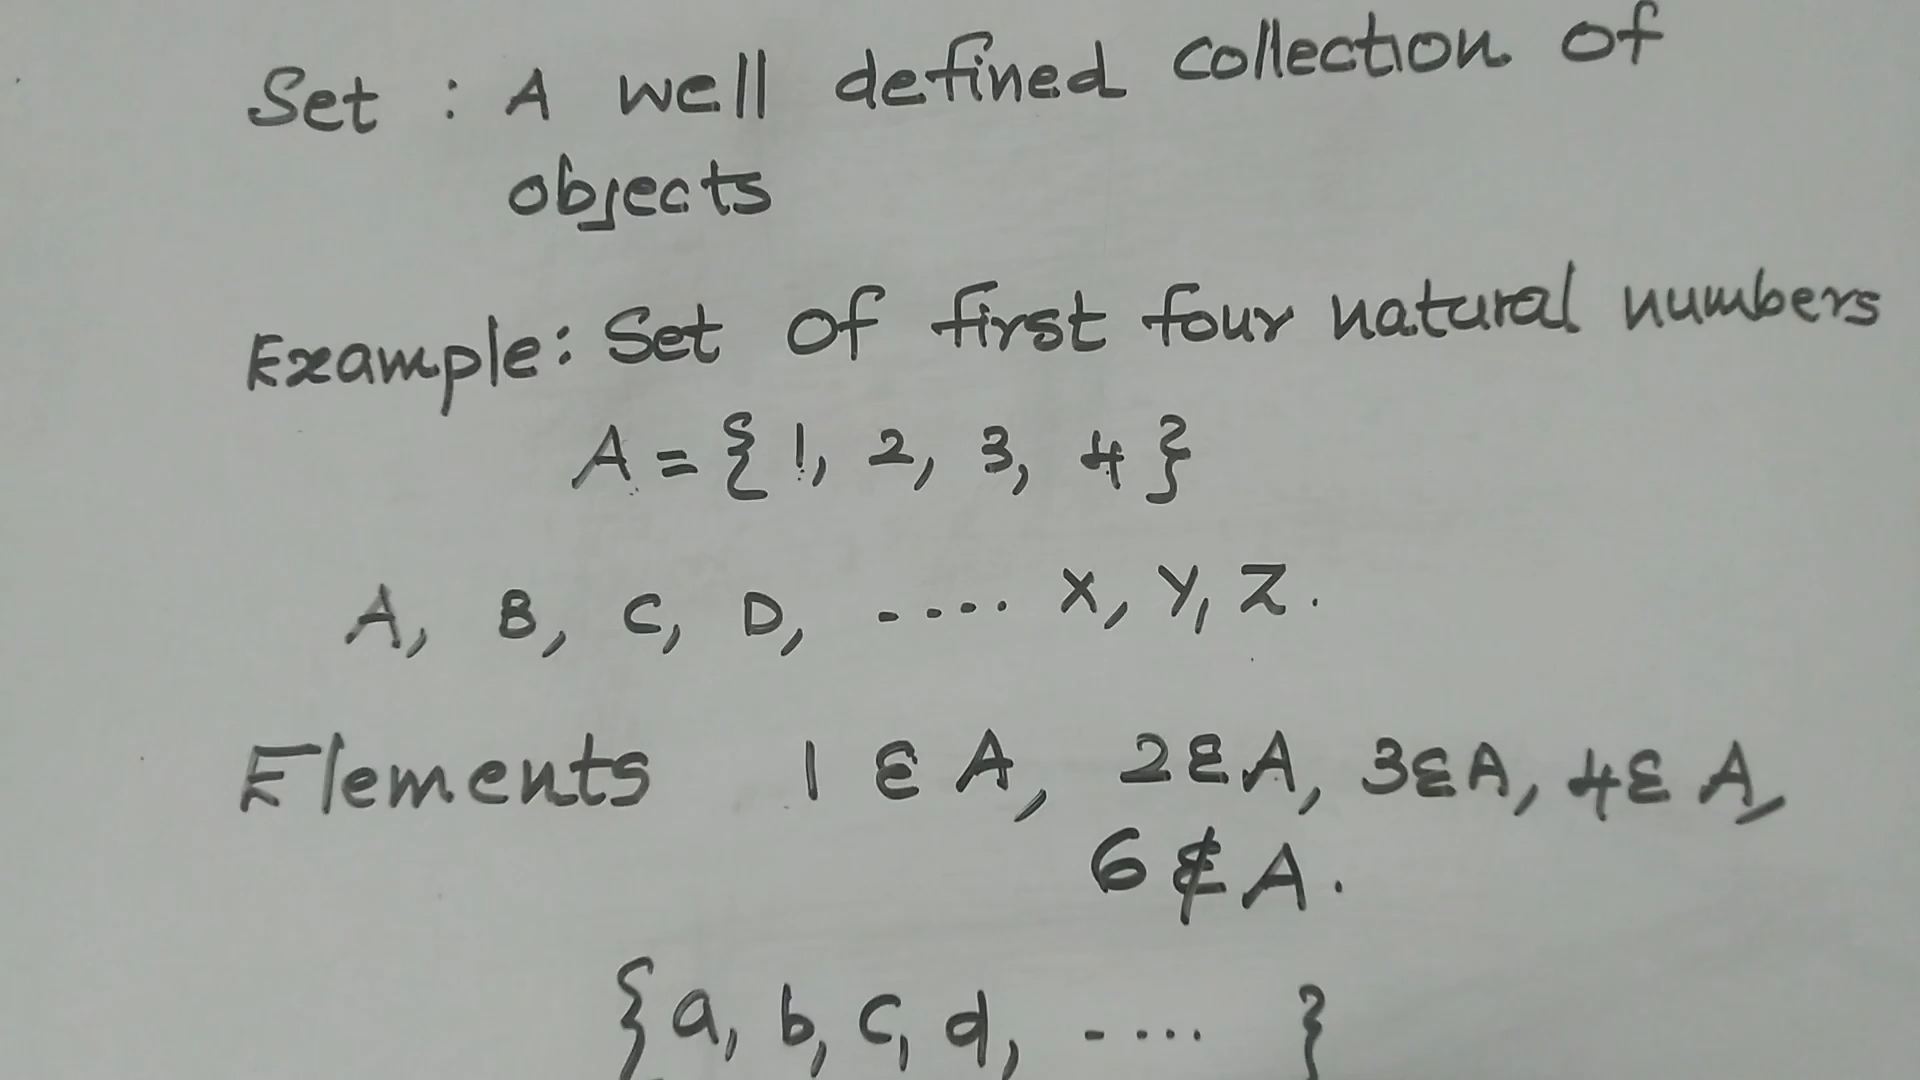 Set : A well defined collection of
objects
Example: Set of first four natural numbers
A = { 1, 2, 3, 4 }
A, B, C, D, ..... X, Y, Z.
Elements 1 ε A, 2 ε A, 3 ε A, 4 ε A,
6 ∉ A.
{ a, b, c, d, ..... }